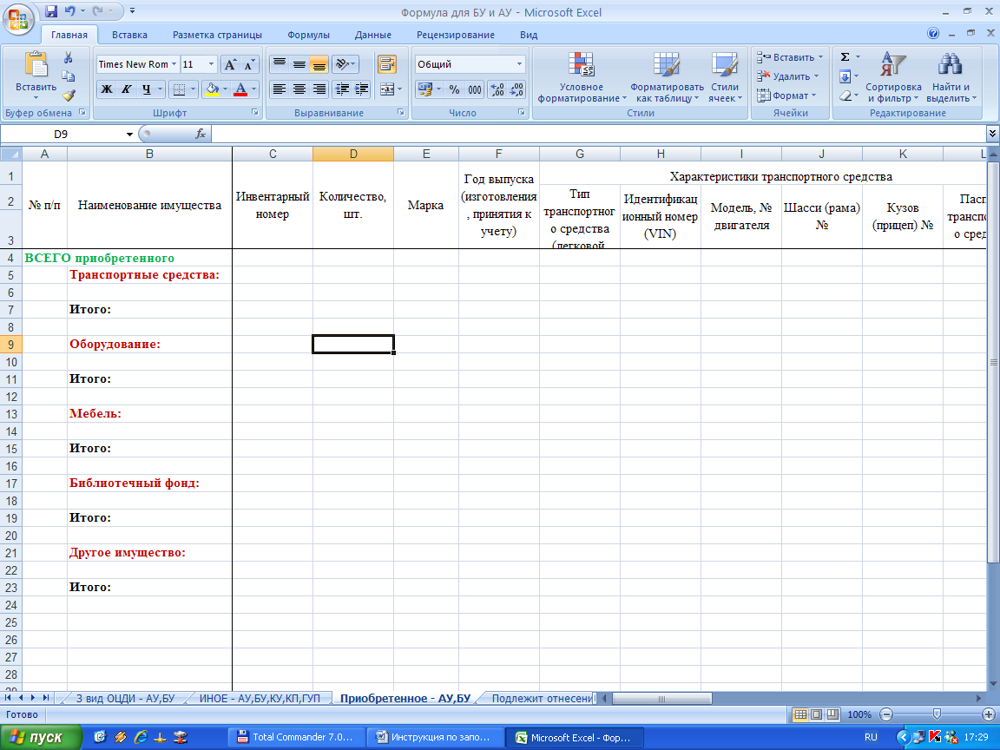 Формула для БУ и АУ - Microsoft Excel
Главная Вставка Разметка страницы Формулы Данные Рецензирование Вид
Вставить
Буфер обмена
Times New Rom 11
Ж К Ч
Шрифт
Выравнивание
Общий
% 000
Число
Условное форматирование
Форматировать как таблицу
Стили ячеек
Стили
Вставить
Удалить
Формат
Ячейки
Σ
Сортировка и фильтр
Найти и выделить
Редактирование
D9 fx
A B C D E F G H I J K L
1 2 3
№ п/п
Наименование имущества
Инвентарный
номер
Количество,
шт.
Марка
Год выпуска
(изготовления
, принятия к
учету)
Характеристики транспортного средства
Тип
транспортног
о средства
(легковой,
Идентификац
ионный номер
(VIN)
Модель, №
двигателя
Шасси (рама)
№
Кузов
(прицеп) №
Пасп
трансп
о сред
4 ВСЕГО приобретенного
5 Транспортные средства:
6
7 Итого:
8
9 Оборудование:
10
11 Итого:
12
13 Мебель:
14
15 Итого:
16
17 Библиотечный фонд:
18
19 Итого:
20
21 Другое имущество:
22
23 Итого:
24
25
26
27
28
3 вид ОЦДИ - АУ,БУ ИНОЕ - АУ,БУ,КУ,КП,ГУП Приобретенное - АУ,БУ Подлежит отнесени
Готово 100%
пуск Total Commander 7.0... Инструкция по запо... Microsoft Excel - Фор... RU 17:29